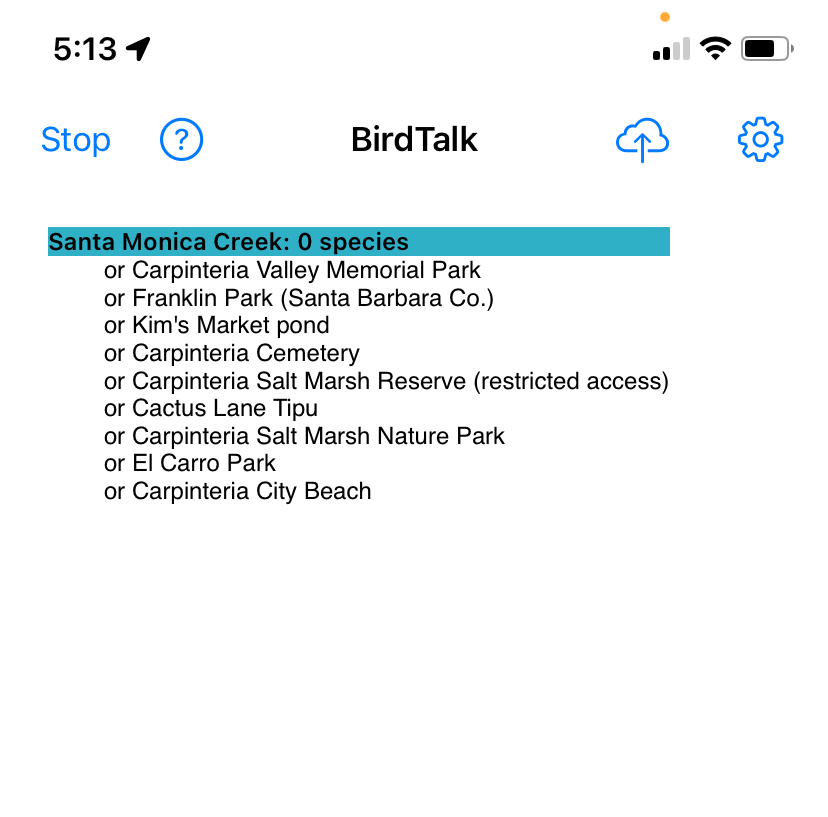 5:13
Stop ? BirdTalk
Santa Monica Creek: 0 species
or Carpinteria Valley Memorial Park
or Franklin Park (Santa Barbara Co.)
or Kim's Market pond
or Carpinteria Cemetery
or Carpinteria Salt Marsh Reserve (restricted access)
or Cactus Lane Tipu
or Carpinteria Salt Marsh Nature Park
or El Carro Park
or Carpinteria City Beach